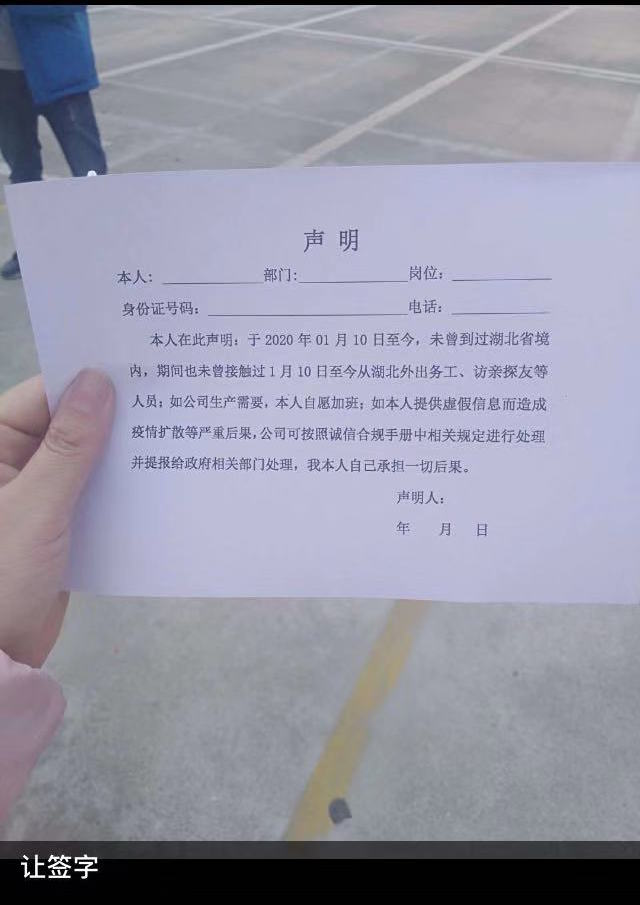 声 明
本人: ____________ 部门: ____________ 岗位: ____________
身份证号码: ________________________ 电话: ____________
本人在此声明: 于 2020 年 01 月 10 日至今, 未曾到过湖北省境
内, 期间也未曾接触过 1 月 10 日至今从湖北外出务工、访亲探友等
人员; 如公司生产需要, 本人自愿加班; 如本人提供虚假信息而造成
疫情扩散等严重后果, 公司可按照诚信合规手册中相关规定进行处理
并提报给政府相关部门处理, 我本人自己承担一切后果。
声明人:
年 月 日
让签字